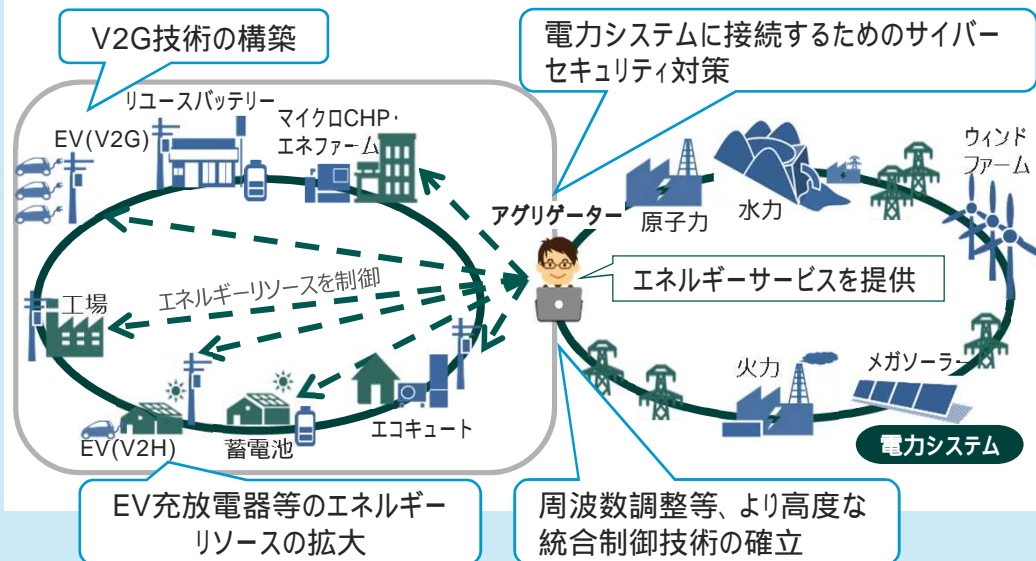 V2G技術の構築
電力システムに接続するためのサイバー
セキュリティ対策
リユースバッテリー
EV(V2G)
マイクロCHP・
エネファーム
アグリゲーター
原子力
水力
ウィンド
ファーム
エネルギーサービスを提供
エネルギーリソースを制御
工場
火力
メガソーラー
EV(V2H)
蓄電池
エコキュート
電力システム
EV充放電器等のエネルギー
リソースの拡大
周波数調整等、より高度な
統合制御技術の確立